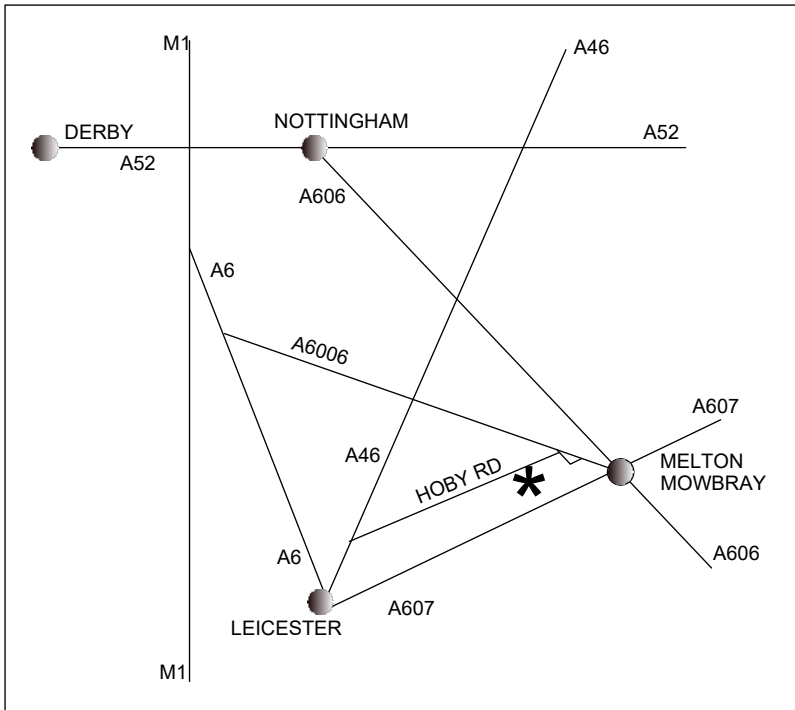 M1
A46
DERBY
NOTTINGHAM
A52
A52
A606
A6
A6006
A607
A46
HOBY RD
*
MELTON
MOWBRAY
A6
A606
A607
LEICESTER
M1